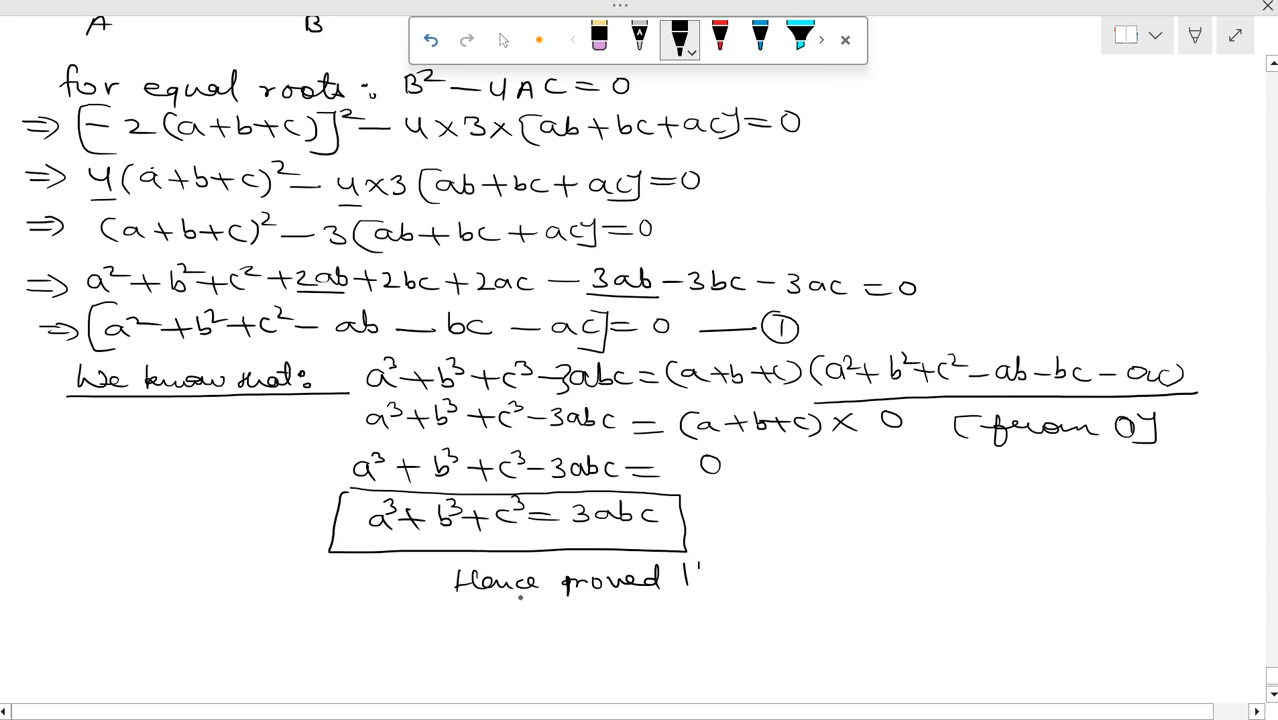 A B
for equal roots: B² – 4AC = 0
⇒ [– 2(a+b+c)]² – 4×3×[ab+bc+ac] = 0
⇒ 4(a+b+c)² – 4×3[ab+bc+ac] = 0
⇒ (a+b+c)² – 3[ab+bc+ac] = 0
⇒ a²+b²+c²+2ab+2bc+2ac – 3ab – 3bc – 3ac = 0
⇒ [a²+b²+c² – ab – bc – ac] = 0 — ①
We know that: a³+b³+c³–3abc = (a+b+c)(a²+b²+c²–ab–bc–ac)
a³+b³+c³–3abc = (a+b+c) × 0 [from ①]
a³+b³+c³–3abc = 0
a³+b³+c³ = 3abc
Hence proved